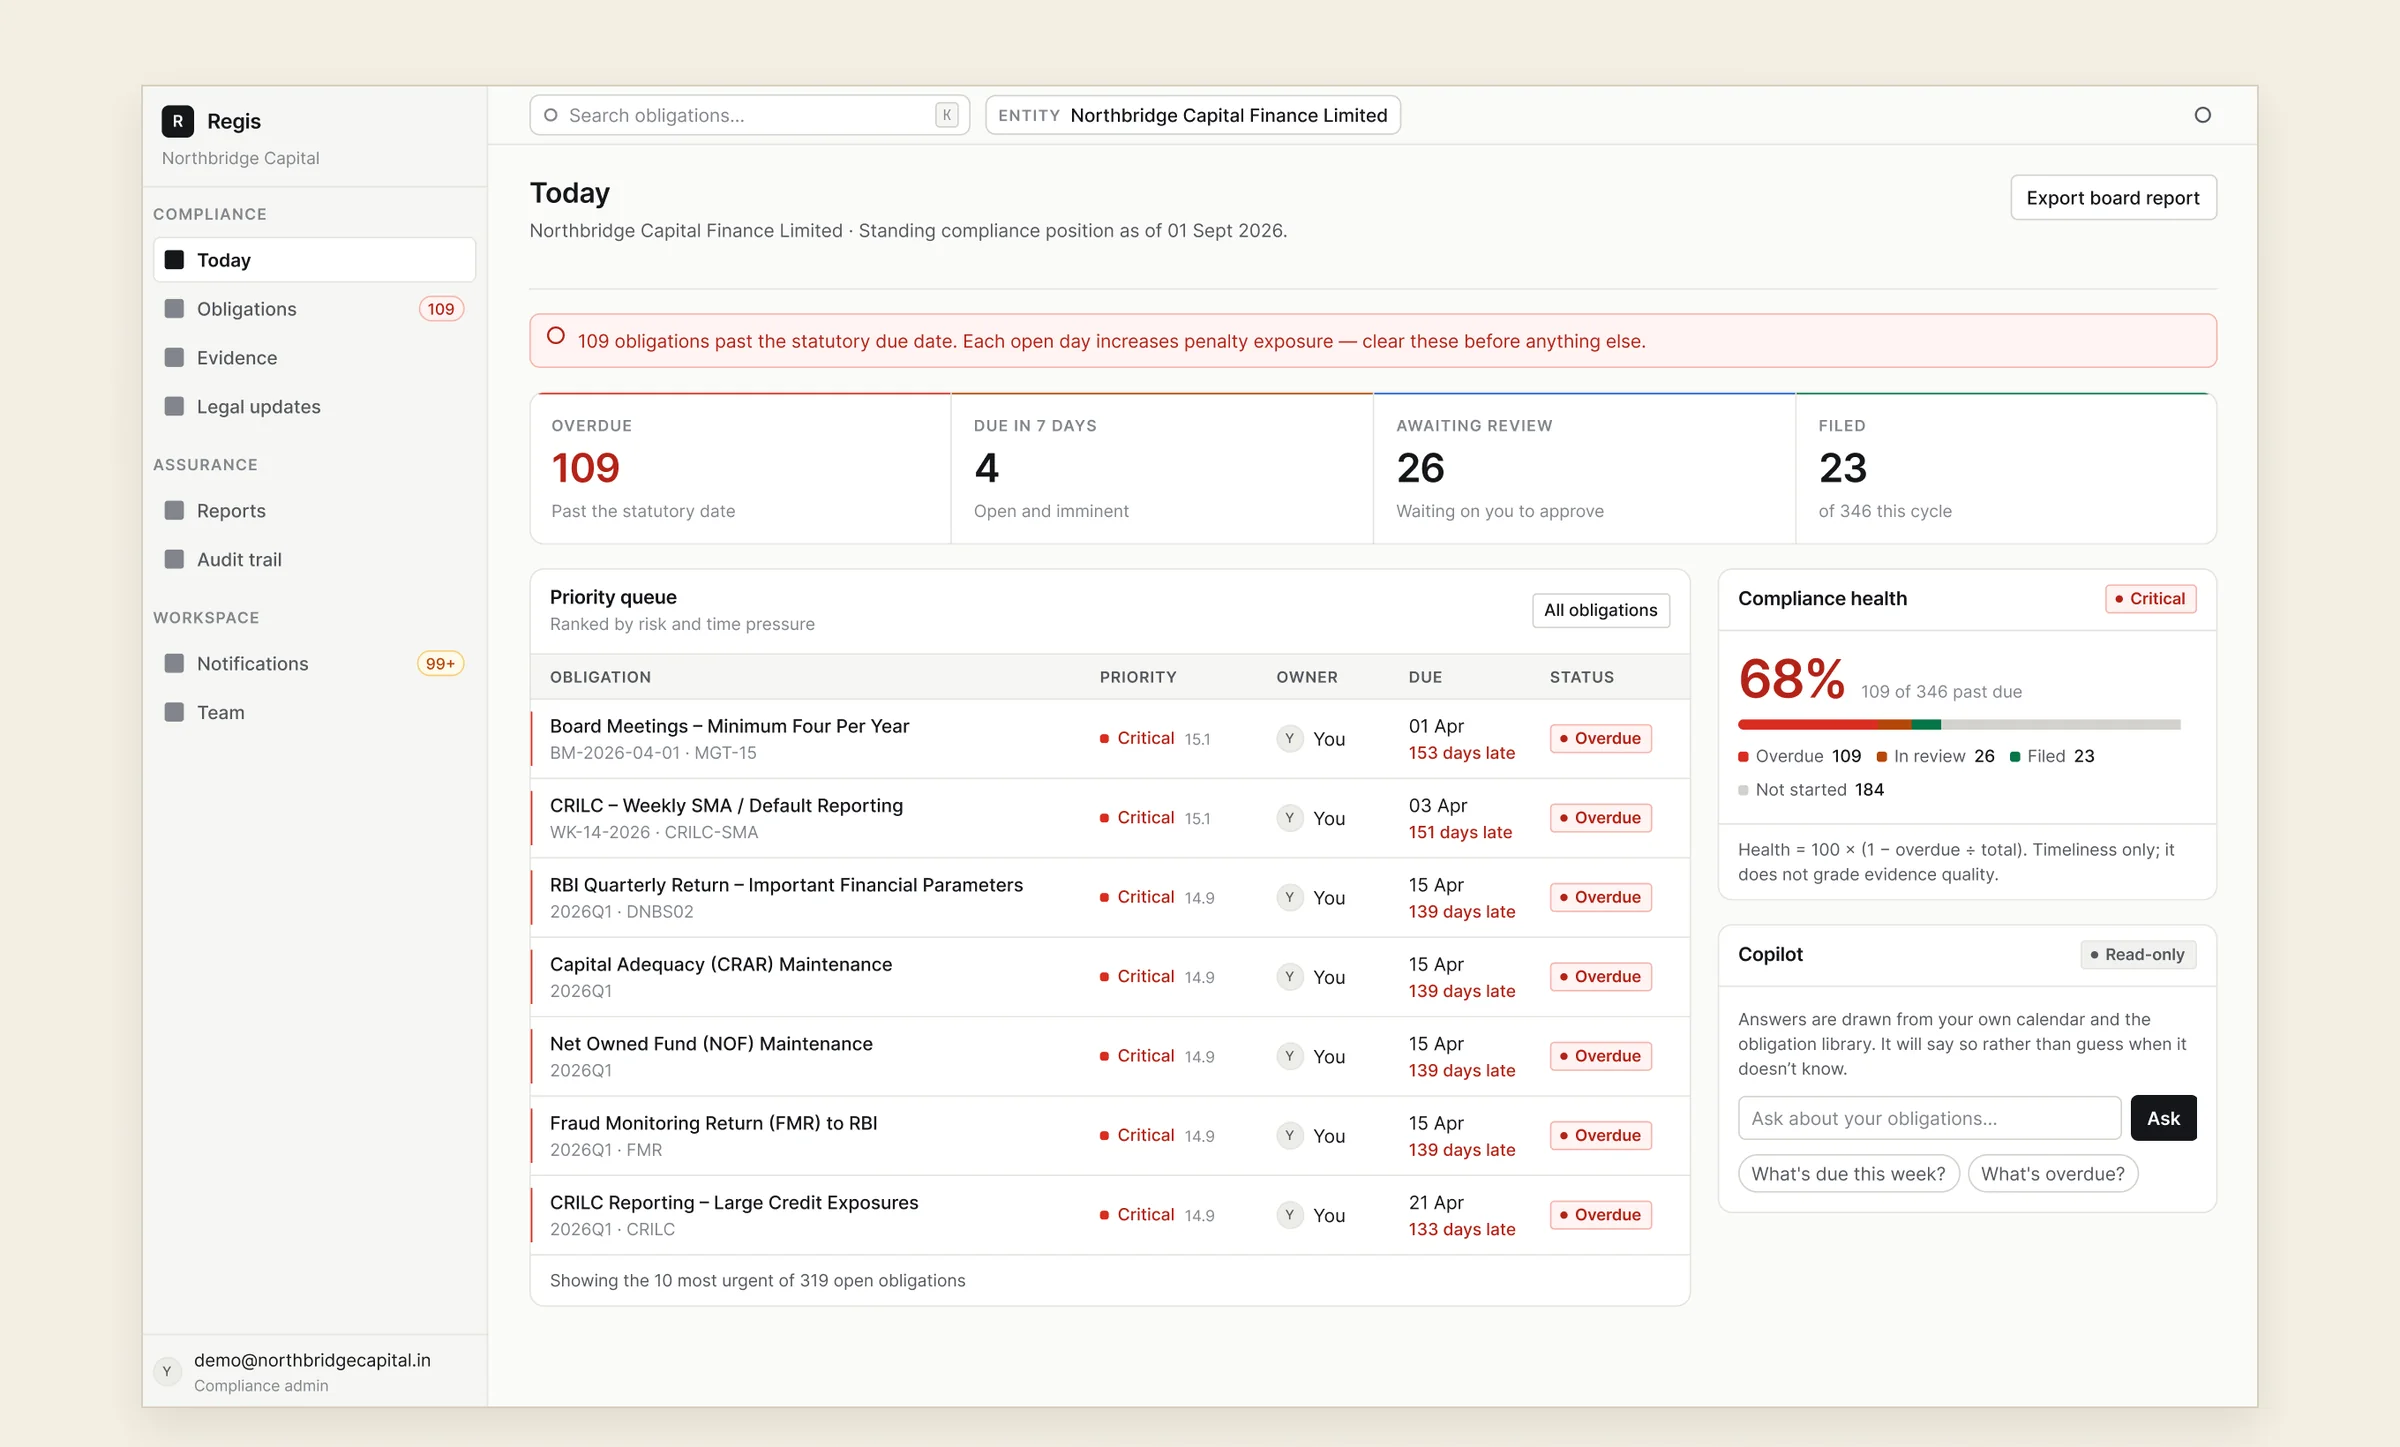 R Regis
Northbridge Capital
COMPLIANCE
Today
Obligations 109
Evidence
Legal updates
ASSURANCE
Reports
Audit trail
WORKSPACE
Notifications 99+
Team
Y demo@northbridgecapital.in
Compliance admin
Search obligations... K ENTITY Northbridge Capital Finance Limited
Today
Northbridge Capital Finance Limited · Standing compliance position as of 01 Sept 2026.
Export board report
109 obligations past the statutory due date. Each open day increases penalty exposure — clear these before anything else.
OVERDUE
109
Past the statutory date
DUE IN 7 DAYS
4
Open and imminent
AWAITING REVIEW
26
Waiting on you to approve
FILED
23
of 346 this cycle
Priority queue
Ranked by risk and time pressure
All obligations
OBLIGATION PRIORITY OWNER DUE STATUS
Board Meetings – Minimum Four Per Year
BM-2026-04-01 · MGT-15
Critical 15.1 Y You
01 Apr
153 days late
Overdue
CRILC – Weekly SMA / Default Reporting
WK-14-2026 · CRILC-SMA
Critical 15.1 Y You
03 Apr
151 days late
Overdue
RBI Quarterly Return – Important Financial Parameters
2026Q1 · DNBS02
Critical 14.9 Y You
15 Apr
139 days late
Overdue
Capital Adequacy (CRAR) Maintenance
2026Q1
Critical 14.9 Y You
15 Apr
139 days late
Overdue
Net Owned Fund (NOF) Maintenance
2026Q1
Critical 14.9 Y You
15 Apr
139 days late
Overdue
Fraud Monitoring Return (FMR) to RBI
2026Q1 · FMR
Critical 14.9 Y You
15 Apr
139 days late
Overdue
CRILC Reporting – Large Credit Exposures
2026Q1 · CRILC
Critical 14.9 Y You
21 Apr
133 days late
Overdue
Showing the 10 most urgent of 319 open obligations
Compliance health Critical
68% 109 of 346 past due
Overdue 109 In review 26 Filed 23
Not started 184
Health = 100 × (1 − overdue ÷ total). Timeliness only; it
does not grade evidence quality.
Copilot Read-only
Answers are drawn from your own calendar and the
obligation library. It will say so rather than guess when it
doesn’t know.
Ask about your obligations... Ask
What's due this week? What's overdue?